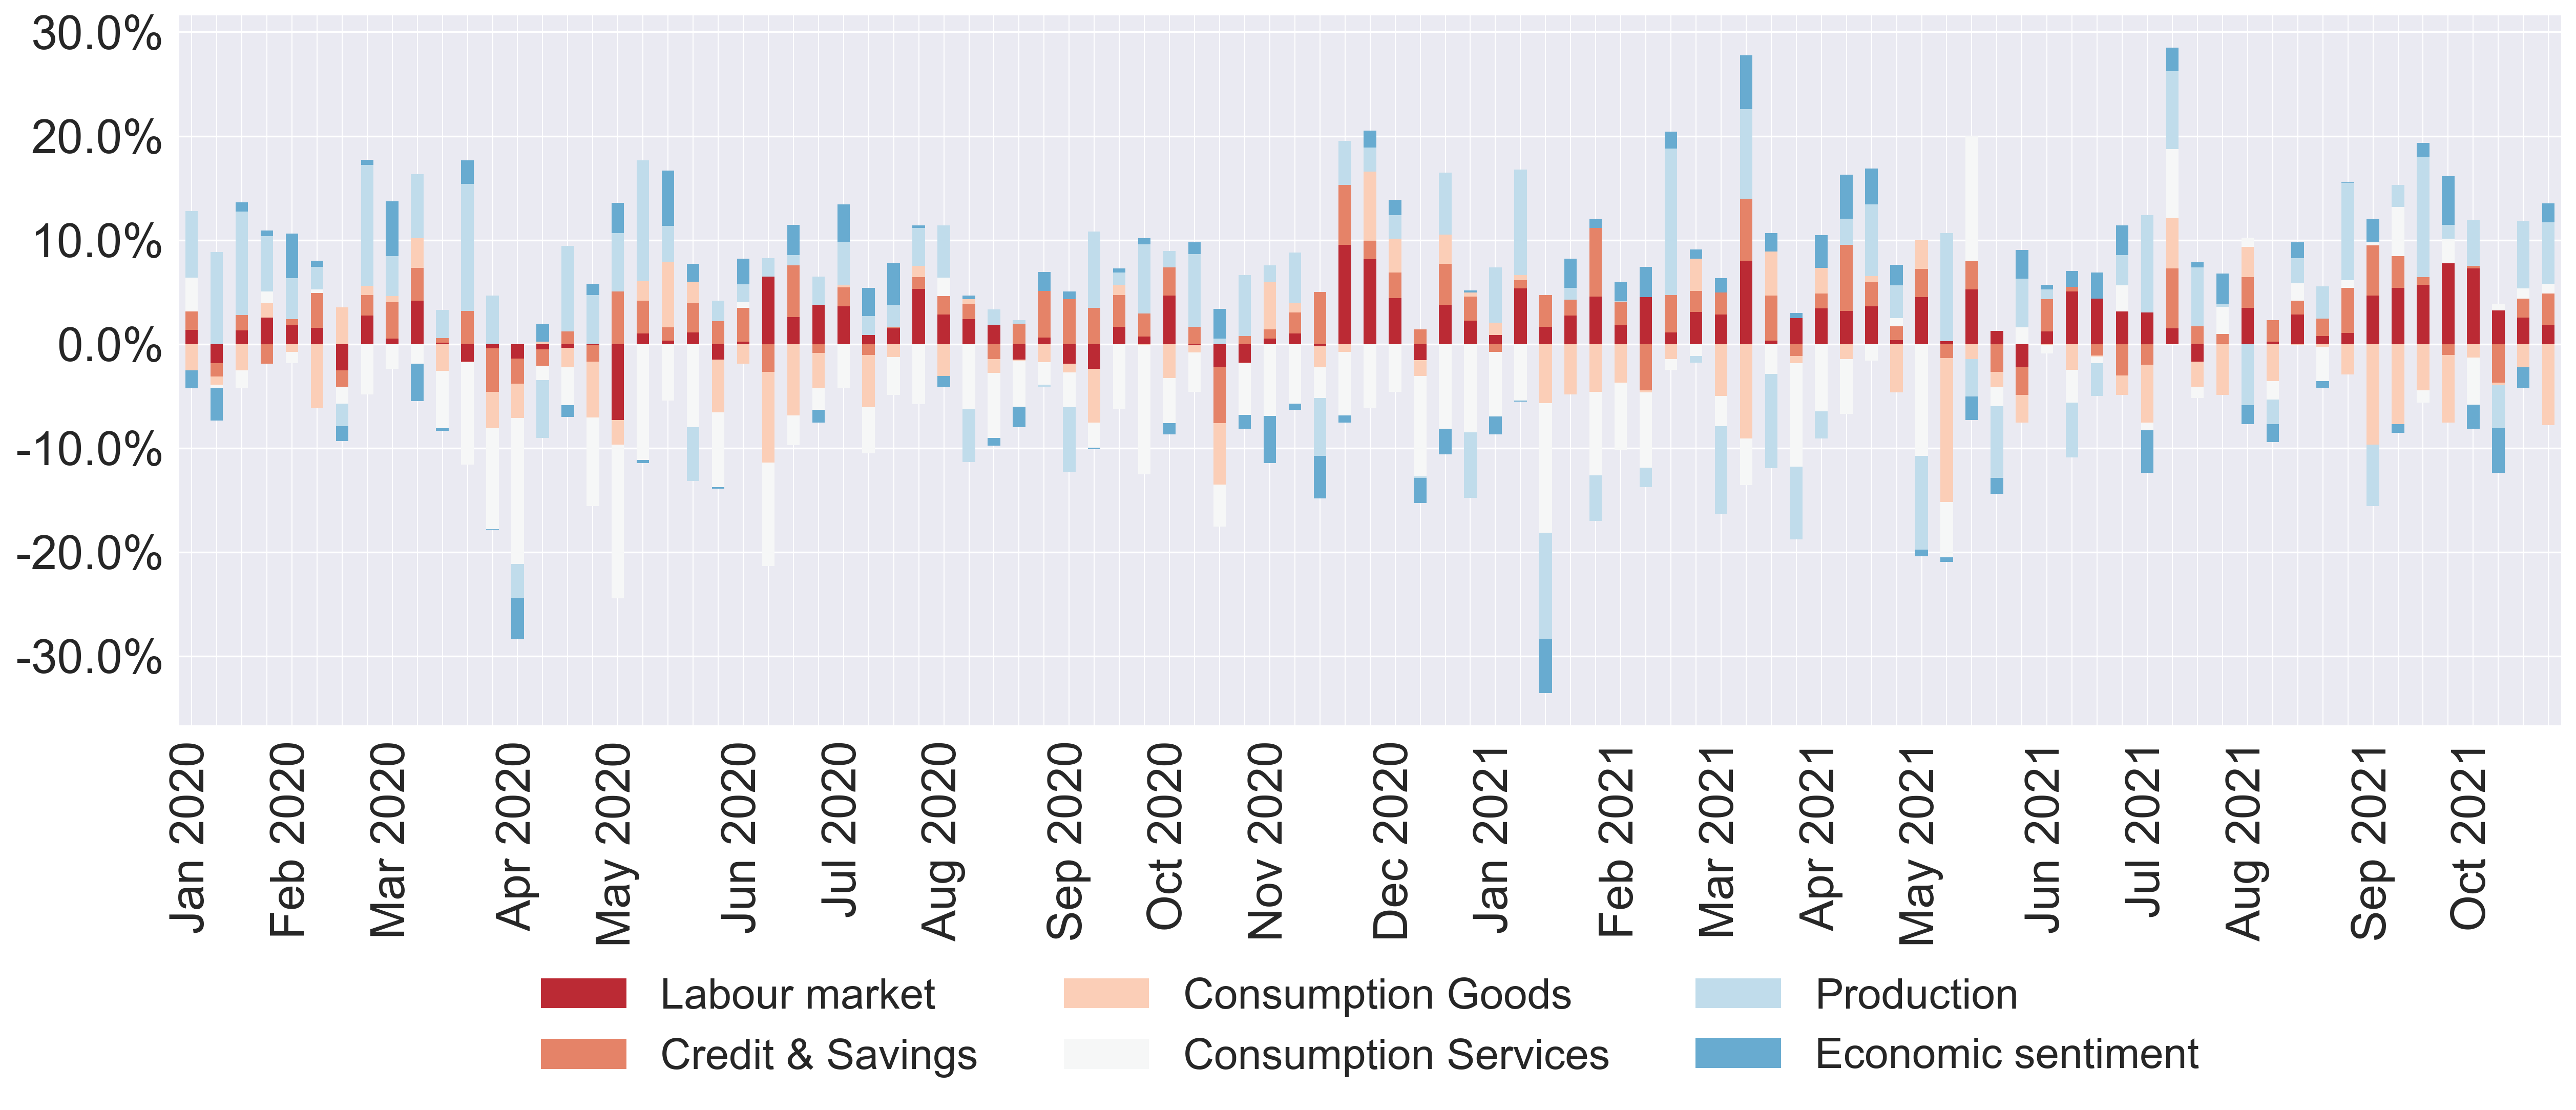 30.0%
20.0%
10.0%
0.0%
-10.0%
-20.0%
-30.0%
Jan 2020
Feb 2020
Mar 2020
Apr 2020
May 2020
Jun 2020
Jul 2020
Aug 2020
Sep 2020
Oct 2020
Nov 2020
Dec 2020
Jan 2021
Feb 2021
Mar 2021
Apr 2021
May 2021
Jun 2021
Jul 2021
Aug 2021
Sep 2021
Oct 2021
Labour market
Credit & Savings
Consumption Goods
Consumption Services
Production
Economic sentiment